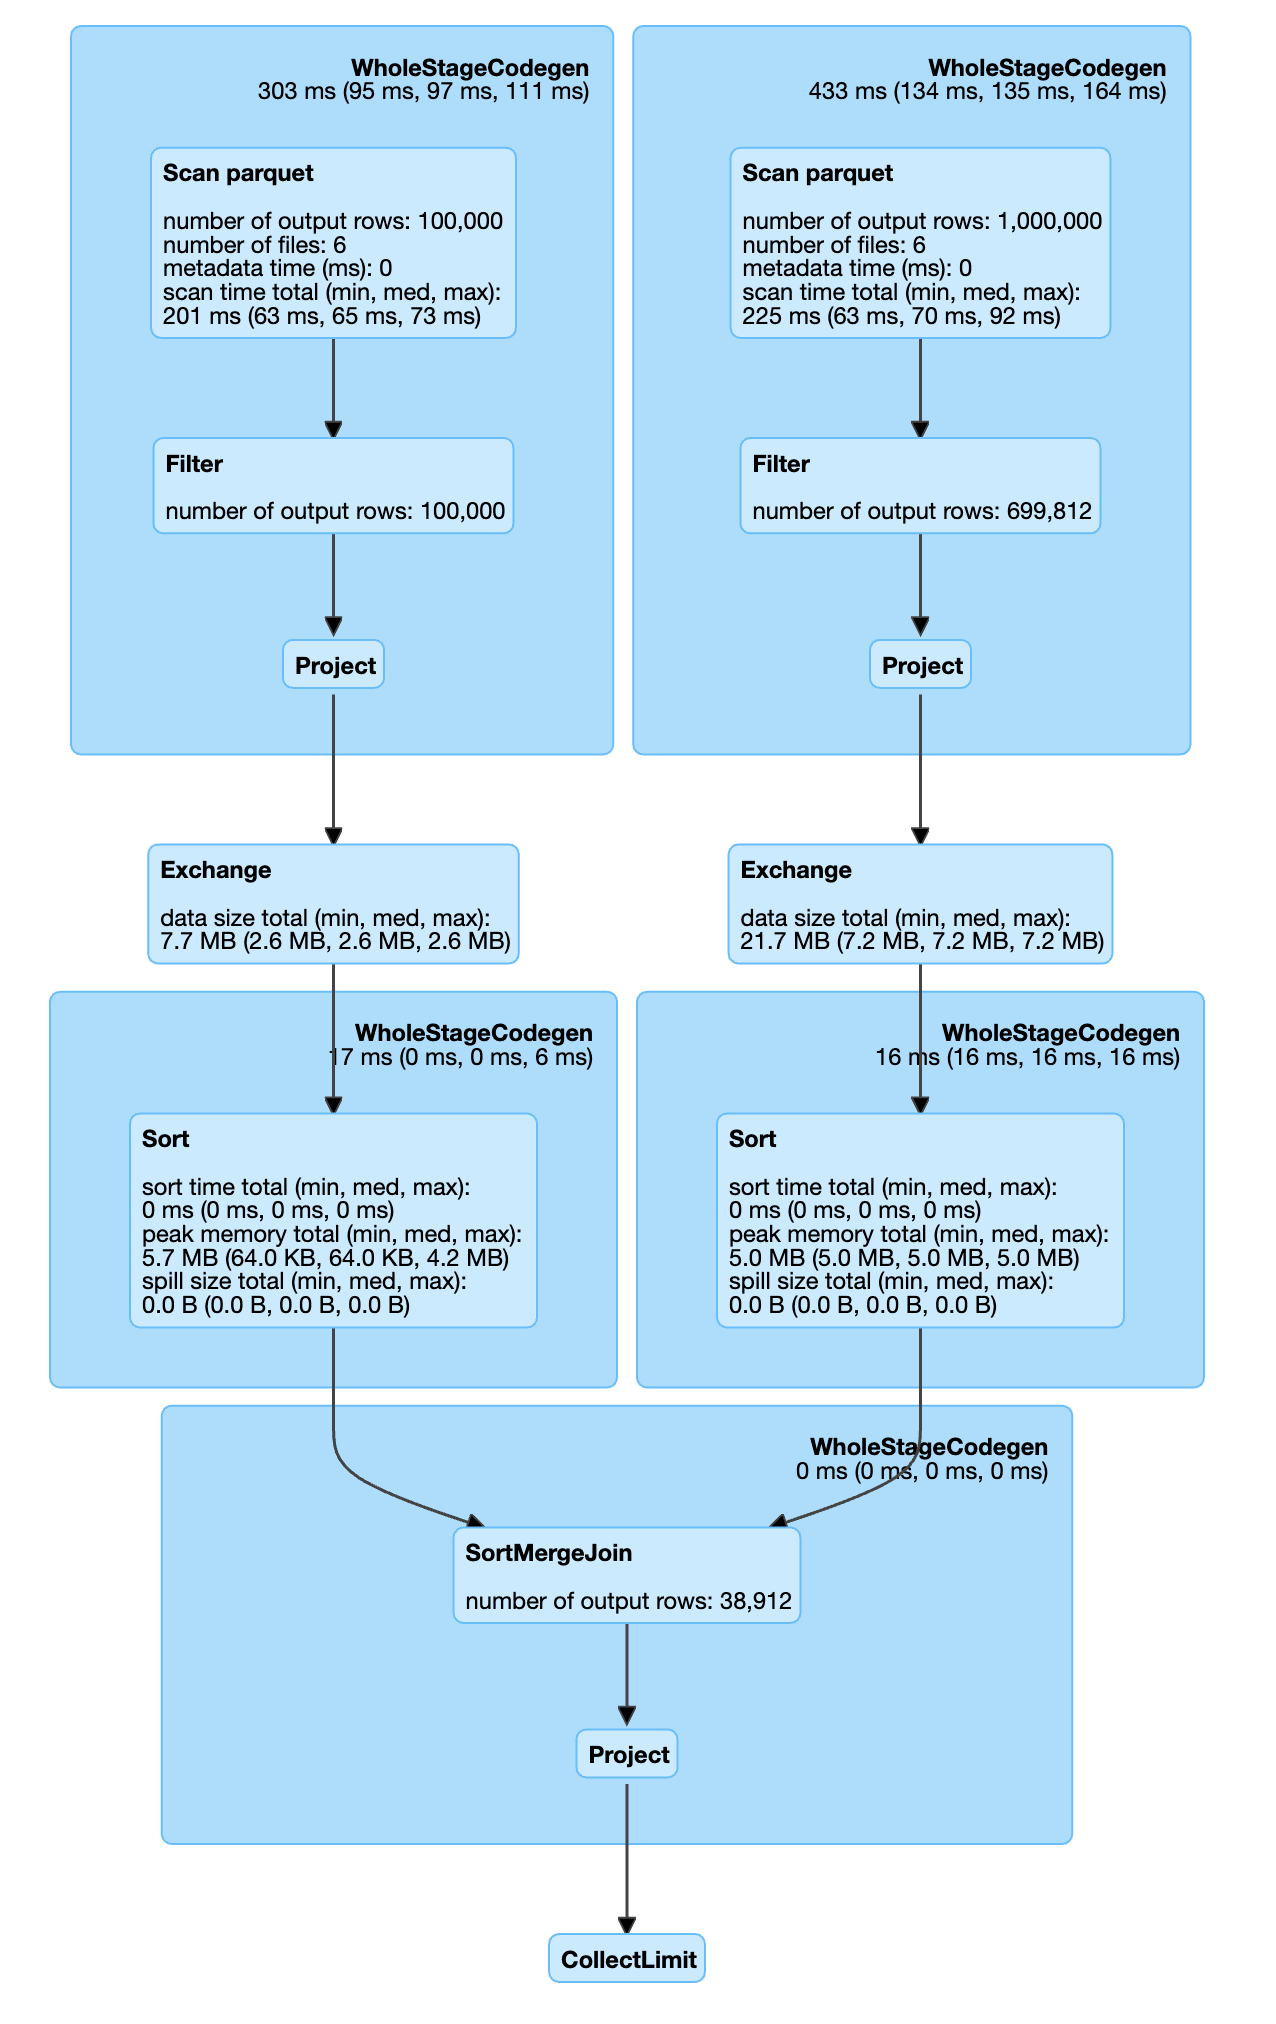 WholeStageCodegen
303 ms (95 ms, 97 ms, 111 ms)
Scan parquet
number of output rows: 100,000
number of files: 6
metadata time (ms): 0
scan time total (min, med, max):
201 ms (63 ms, 65 ms, 73 ms)
Filter
number of output rows: 100,000
Project
WholeStageCodegen
433 ms (134 ms, 135 ms, 164 ms)
Scan parquet
number of output rows: 1,000,000
number of files: 6
metadata time (ms): 0
scan time total (min, med, max):
225 ms (63 ms, 70 ms, 92 ms)
Filter
number of output rows: 699,812
Project
Exchange
data size total (min, med, max):
7.7 MB (2.6 MB, 2.6 MB, 2.6 MB)
Exchange
data size total (min, med, max):
21.7 MB (7.2 MB, 7.2 MB, 7.2 MB)
WholeStageCodegen
17 ms (0 ms, 0 ms, 6 ms)
Sort
sort time total (min, med, max):
0 ms (0 ms, 0 ms, 0 ms)
peak memory total (min, med, max):
5.7 MB (64.0 KB, 64.0 KB, 4.2 MB)
spill size total (min, med, max):
0.0 B (0.0 B, 0.0 B, 0.0 B)
WholeStageCodegen
16 ms (16 ms, 16 ms, 16 ms)
Sort
sort time total (min, med, max):
0 ms (0 ms, 0 ms, 0 ms)
peak memory total (min, med, max):
5.0 MB (5.0 MB, 5.0 MB, 5.0 MB)
spill size total (min, med, max):
0.0 B (0.0 B, 0.0 B, 0.0 B)
WholeStageCodegen
0 ms (0 ms, 0 ms, 0 ms)
SortMergeJoin
number of output rows: 38,912
Project
CollectLimit